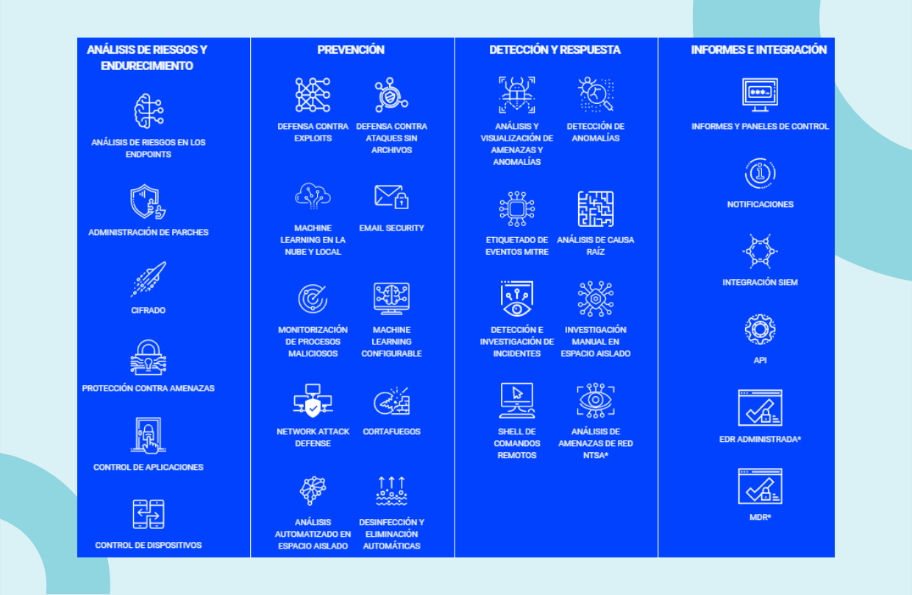 ANÁLISIS DE RIESGOS Y
ENDURECIMIENTO
ANÁLISIS DE RIESGOS EN LOS
ENDPOINTS
ADMINISTRACIÓN DE PARCHES
CIFRADO
PROTECCIÓN CONTRA AMENAZAS
CONTROL DE APLICACIONES
CONTROL DE DISPOSITIVOS
PREVENCIÓN
DEFENSA CONTRA
EXPLOITS
DEFENSA CONTRA
ATAQUES SIN
ARCHIVOS
MACHINE
LEARNING EN LA
NUBE Y LOCAL
EMAIL SECURITY
MONITORIZACIÓN
DE PROCESOS
MALICIOSOS
MACHINE
LEARNING
CONFIGURABLE
NETWORK ATTACK
DEFENSE
CORTAFUEGOS
ANÁLISIS
AUTOMATIZADO EN
ESPACIO AISLADO
DESINFECCIÓN Y
ELIMINACIÓN
AUTOMÁTICAS
DETECCIÓN Y RESPUESTA
ANÁLISIS Y
VISUALIZACIÓN DE
AMENAZAS Y
ANOMALÍAS
DETECCIÓN DE
ANOMALÍAS
ETIQUETADO DE
EVENTOS MITRE
ANÁLISIS DE CAUSA
RAÍZ
DETECCIÓN E
INVESTIGACIÓN DE
INCIDENTES
INVESTIGACIÓN
MANUAL EN
ESPACIO AISLADO
SHELL DE
COMANDOS
REMOTOS
ANÁLISIS DE
AMENAZAS DE RED
NTSA*
INFORMES E INTEGRACIÓN
INFORMES Y PANELES DE CONTROL
NOTIFICACIONES
INTEGRACIÓN SIEM
API
EDR ADMINISTRADA*
MDR*